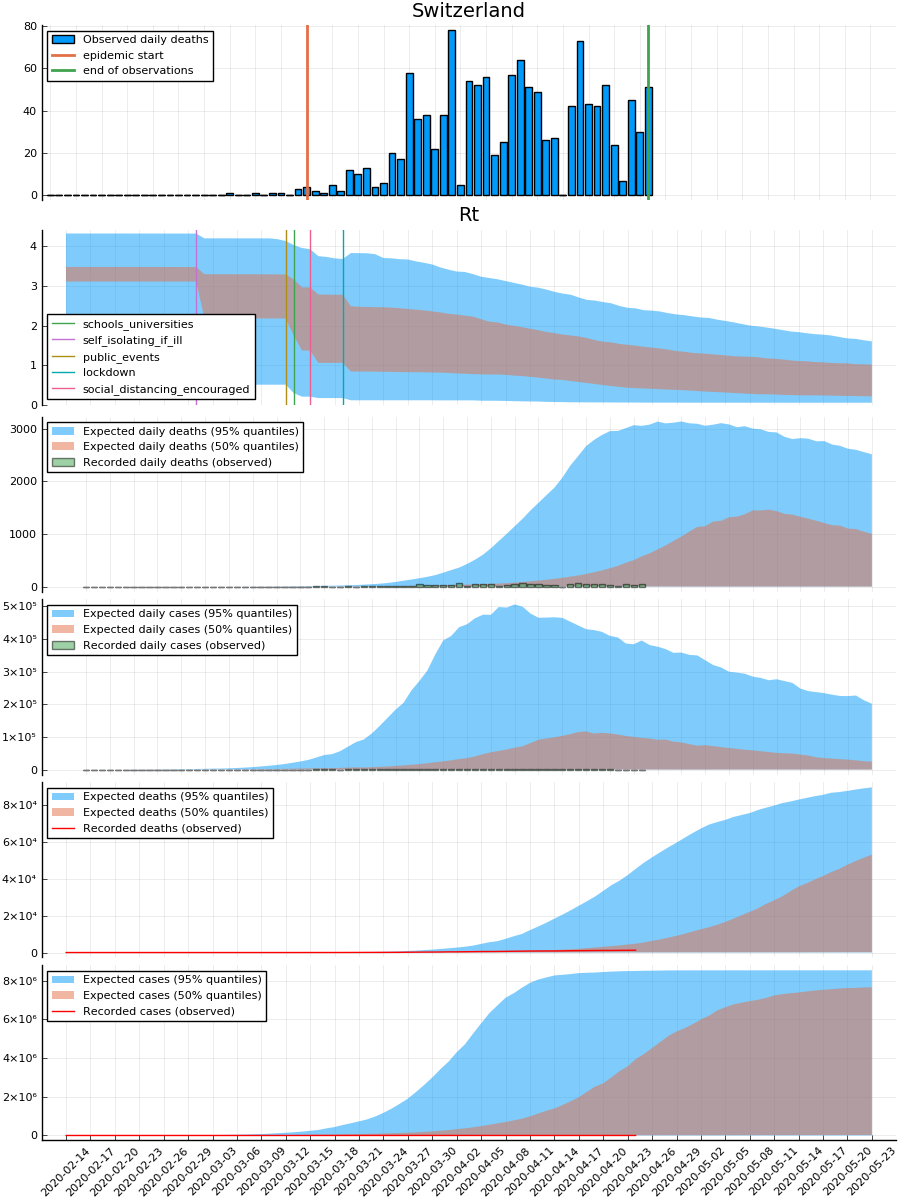 Switzerland
80
60
40
20
0
Observed daily deaths
epidemic start
end of observations
Rt
4
3
2
1
0
schools_universities
self_isolating_if_ill
public_events
lockdown
social_distancing_encouraged
3000
2000
1000
0
Expected daily deaths (95% quantiles)
Expected daily deaths (50% quantiles)
Recorded daily deaths (observed)
5×10⁵
4×10⁵
3×10⁵
2×10⁵
1×10⁵
0
Expected daily cases (95% quantiles)
Expected daily cases (50% quantiles)
Recorded daily cases (observed)
8×10⁴
6×10⁴
4×10⁴
2×10⁴
0
Expected deaths (95% quantiles)
Expected deaths (50% quantiles)
Recorded deaths (observed)
8×10⁶
6×10⁶
4×10⁶
2×10⁶
0
Expected cases (95% quantiles)
Expected cases (50% quantiles)
Recorded cases (observed)
2020-02-14
2020-02-17
2020-02-20
2020-02-23
2020-02-26
2020-02-29
2020-03-03
2020-03-06
2020-03-09
2020-03-12
2020-03-15
2020-03-18
2020-03-21
2020-03-24
2020-03-27
2020-03-30
2020-04-02
2020-04-05
2020-04-08
2020-04-11
2020-04-14
2020-04-17
2020-04-20
2020-04-23
2020-04-26
2020-04-29
2020-05-02
2020-05-05
2020-05-08
2020-05-11
2020-05-14
2020-05-17
2020-05-20
2020-05-23